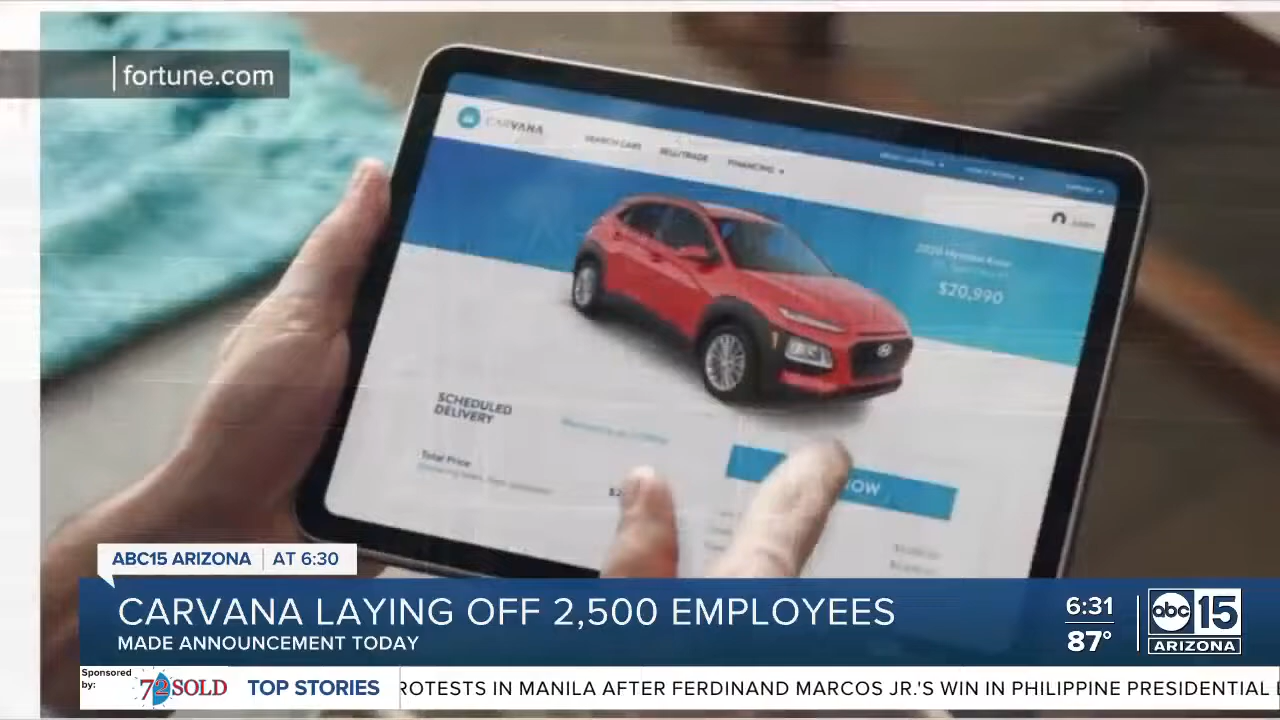 fortune.com
CARVANA
SEARCH CARS SELL/TRADE FINANCING
2020 Hyundai Kona
$20,990
SCHEDULED
DELIVERY
Total Price
NOW
ABC15 ARIZONA AT 6:30
CARVANA LAYING OFF 2,500 EMPLOYEES
MADE ANNOUNCEMENT TODAY
6:31
87°
abc 15
ARIZONA
Sponsored
by:
72SOLD
TOP STORIES
ROTESTS IN MANILA AFTER FERDINAND MARCOS JR.'S WIN IN PHILIPPINE PRESIDENTIAL